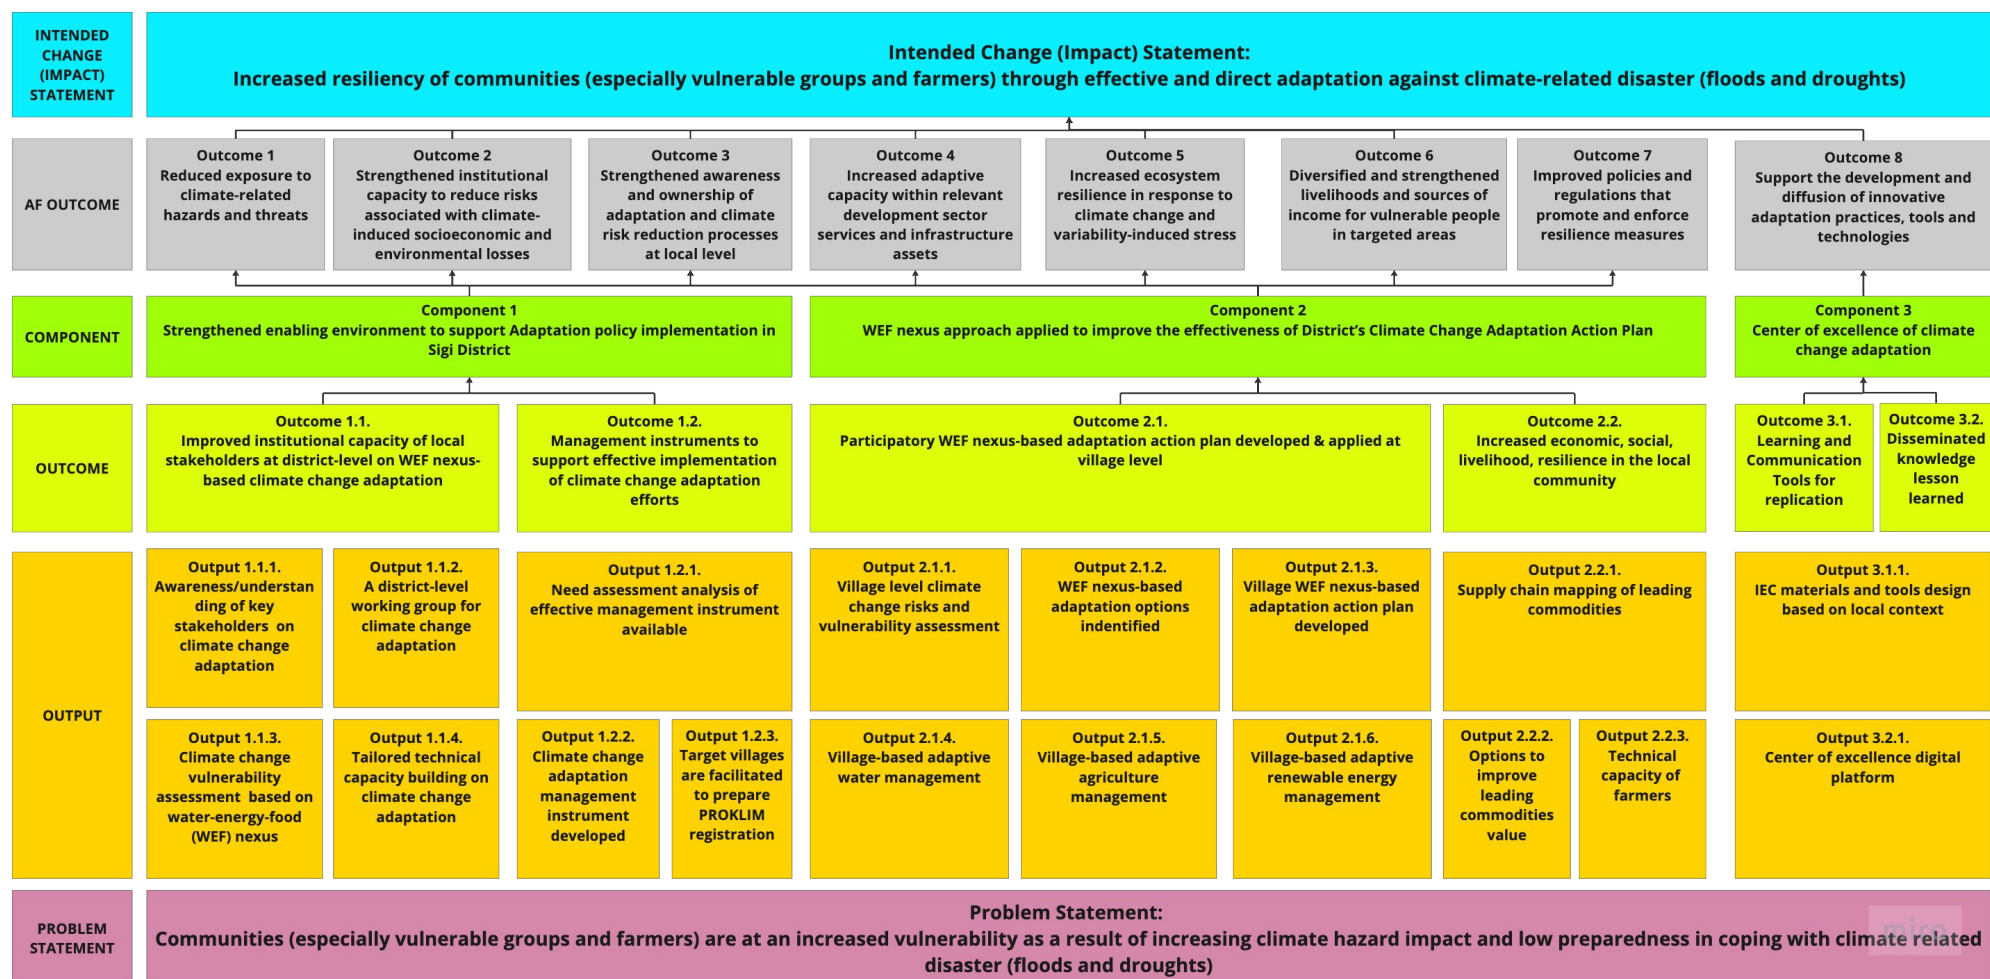 INTENDED
CHANGE
(IMPACT)
STATEMENT
Intended Change (Impact) Statement:
Increased resiliency of communities (especially vulnerable groups and farmers) through effective and direct adaptation against climate-related disaster (floods and droughts)
AF OUTCOME
Outcome 1
Reduced exposure to
climate-related
hazards and threats
Outcome 2
Strengthened institutional
capacity to reduce risks
associated with climate-
induced socioeconomic and
environmental losses
Outcome 3
Strengthened awareness
and ownership of
adaptation and climate
risk reduction processes
at local level
Outcome 4
Increased adaptive
capacity within relevant
development sector
services and infrastructure
assets
Outcome 5
Increased ecosystem
resilience in response to
climate change and
variability-induced stress
Outcome 6
Diversified and strengthened
livelihoods and sources of
income for vulnerable people
in targeted areas
Outcome 7
Improved policies and
regulations that
promote and enforce
resilience measures
Outcome 8
Support the development and
diffusion of innovative
adaptation practices, tools and
technologies
COMPONENT
Component 1
Strengthened enabling environment to support Adaptation policy implementation in
Sigi District
Component 2
WEF nexus approach applied to improve the effectiveness of District's Climate Change Adaptation Action Plan
Component 3
Center of excellence of climate
change adaptation
OUTCOME
Outcome 1.1.
Improved institutional capacity of local
stakeholders at district-level on WEF nexus-
based climate change adaptation
Outcome 1.2.
Management instruments to
support effective implementation
of climate change adaptation
efforts
Outcome 2.1.
Participatory WEF nexus-based adaptation action plan developed & applied at
village level
Outcome 2.2.
Increased economic, social,
livelihood, resilience in the local
community
Outcome 3.1.
Learning and
Communication
Tools for
replication
Outcome 3.2.
Disseminated
knowledge
lesson
learned
OUTPUT
Output 1.1.1.
Awareness/understan
ding of key
stakeholders on
climate change
adaptation
Output 1.1.2.
A district-level
working group for
climate change
adaptation
Output 1.2.1.
Need assessment analysis of
effective management instrument
available
Output 2.1.1.
Village level climate
change risks and
vulnerability assessment
Output 2.1.2.
WEF nexus-based
adaptation options
indentified
Output 2.1.3.
Village WEF nexus-based
adaptation action plan
developed
Output 2.2.1.
Supply chain mapping of leading
commodities
Output 3.1.1.
IEC materials and tools design
based on local context
Output 1.1.3.
Climate change
vulnerability
assessment based on
water-energy-food
(WEF) nexus
Output 1.1.4.
Tailored technical
capacity building on
climate change
adaptation
Output 1.2.2.
Climate change
adaptation
management
instrument
developed
Output 1.2.3.
Target villages
are facilitated
to prepare
PROKLIM
registration
Output 2.1.4.
Village-based adaptive
water management
Output 2.1.5.
Village-based adaptive
agriculture
management
Output 2.1.6.
Village-based adaptive
renewable energy
management
Output 2.2.2.
Options to
improve
leading
commodities
value
Output 2.2.3.
Technical
capacity of
farmers
Output 3.2.1.
Center of excellence digital
platform
PROBLEM
STATEMENT
Problem Statement:
Communities (especially vulnerable groups and farmers) are at an increased vulnerability as a result of increasing climate hazard impact and low preparedness in coping with climate related
disaster (floods and droughts)
miro